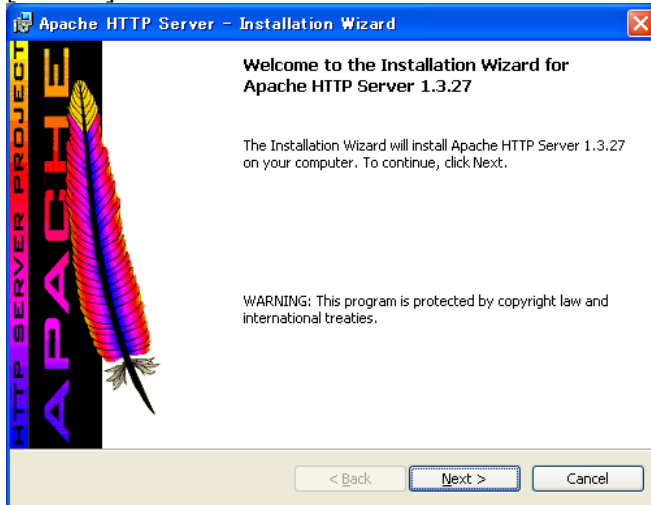 Apache HTTP Server - Installation Wizard
HTTP SERVER PROJECT
APACHE
Welcome to the Installation Wizard for
Apache HTTP Server 1.3.27
The Installation Wizard will install Apache HTTP Server 1.3.27
on your computer. To continue, click Next.
WARNING: This program is protected by copyright law and
international treaties.
< Back
Next >
Cancel